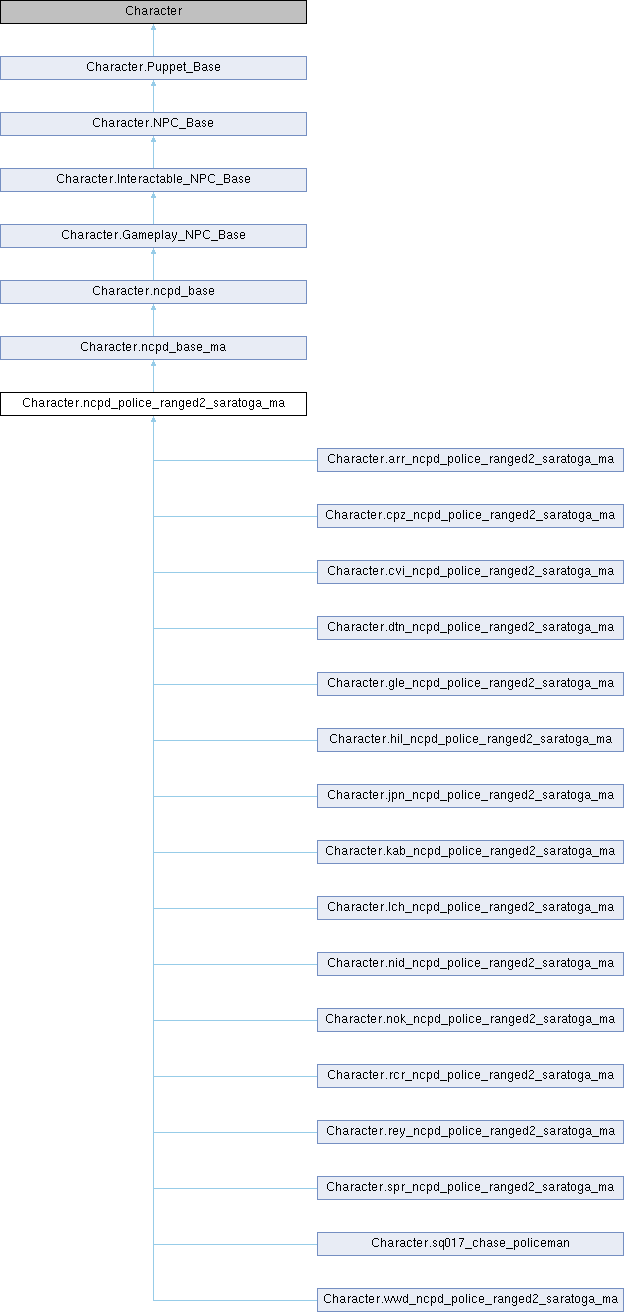 Character
Character.Puppet_Base
Character.NPC_Base
Character.Interactable_NPC_Base
Character.Gameplay_NPC_Base
Character.ncpd_base
Character.ncpd_base_ma
Character.ncpd_police_ranged2_saratoga_ma
Character.arr_ncpd_police_ranged2_saratoga_ma
Character.cpz_ncpd_police_ranged2_saratoga_ma
Character.cvi_ncpd_police_ranged2_saratoga_ma
Character.dtn_ncpd_police_ranged2_saratoga_ma
Character.gle_ncpd_police_ranged2_saratoga_ma
Character.hil_ncpd_police_ranged2_saratoga_ma
Character.jpn_ncpd_police_ranged2_saratoga_ma
Character.kab_ncpd_police_ranged2_saratoga_ma
Character.lch_ncpd_police_ranged2_saratoga_ma
Character.nid_ncpd_police_ranged2_saratoga_ma
Character.nok_ncpd_police_ranged2_saratoga_ma
Character.rcr_ncpd_police_ranged2_saratoga_ma
Character.rey_ncpd_police_ranged2_saratoga_ma
Character.spr_ncpd_police_ranged2_saratoga_ma
Character.sq017_chase_policeman
Character.wwd_ncpd_police_ranged2_saratoga_ma